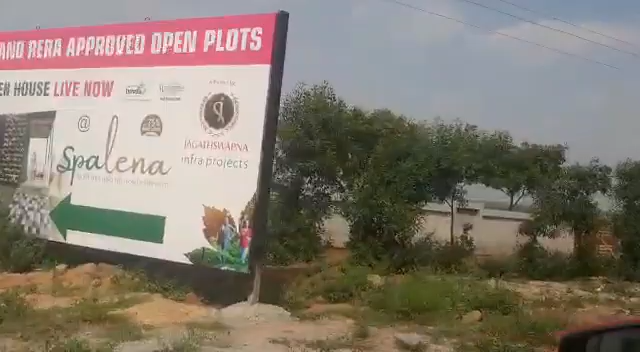 AND RERA APPROVED OPEN PLOTS
EN HOUSE LIVE NOW
@
Spalena
JAGATHSWAPNA
infra projects